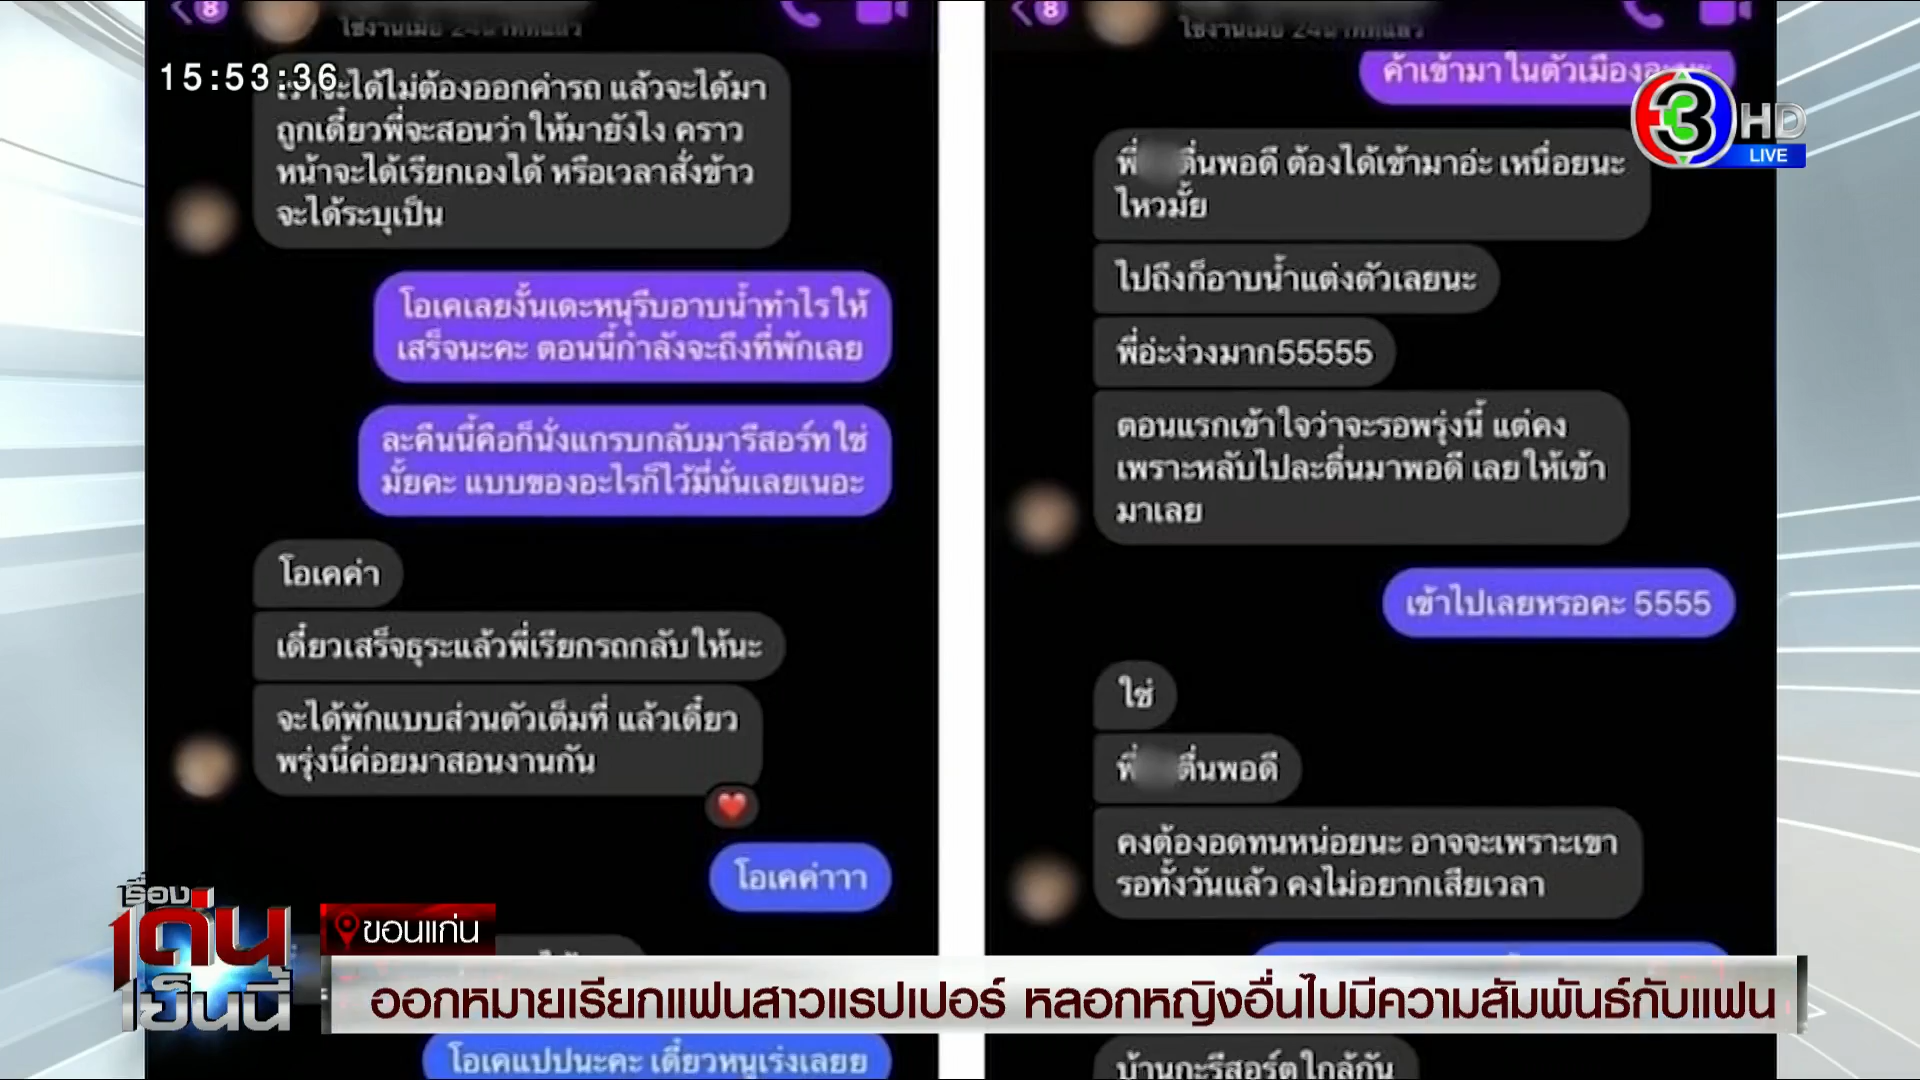 8
8
15:53:36
จะได้ไม่ต้องออกค่ารถ แล้วจะได้มา
ถูกเดี๋ยวพี่จะสอนว่าให้มายังไง คราว
หน้าจะได้เรียกเองได้ หรือเวลาสั่งข้าว
จะได้ระบุเป็น
โอเคเลยงั้นเดะหนูรีบอาบน้ำทำไรให้
เสร็จนะคะ ตอนนี้กำลังจะถึงที่พักเลย
ละคืนนี้คือก็นั่งแกรบกลับมารีสอร์ทใช่
มั้ยคะ แบบของอะไรก็ไว้มี่นั่นเลยเนอะ
โอเคค่า
เดี๋ยวเสร็จธุระแล้วพี่เรียกรถกลับให้นะ
จะได้พักแบบส่วนตัวเต็มที่ แล้วเดี๋ยว
พรุ่งนี้ค่อยมาสอนงานกัน
โอเคค่าาา
โอเคแปปนะคะ เดี๋ยวหนูเร่งเลยย
ค้าเข้ามาในตัวเมือง
พี่ ตื่นพอดี ต้องได้เข้ามาอ่ะ เหนื่อยนะ
ไหวมั้ย
ไปถึงก็อาบน้ำแต่งตัวเลยนะ
พี่อ่ะง่วงมาก55555
ตอนแรกเข้าใจว่าจะรอพรุ่งนี้ แต่คง
เพราะหลับไปละตื่นมาพอดี เลยให้เข้า
มาเลย
เข้าไปเลยหรอคะ 5555
ใช่
พี่ ตื่นพอดี
คงต้องอดทนหน่อยนะ อาจจะเพราะเขา
รอทั้งวันแล้ว คงไม่อยากเสียเวลา
บ้านกะรีสอร์ตใกล้กัน
3 HD
LIVE
เรื่อง
เด่น
เย็นนี้
ขอนแก่น
ออกหมายเรียกแฟนสาวแรปเปอร์ หลอกหญิงอื่นไปมีความสัมพันธ์กับแฟน